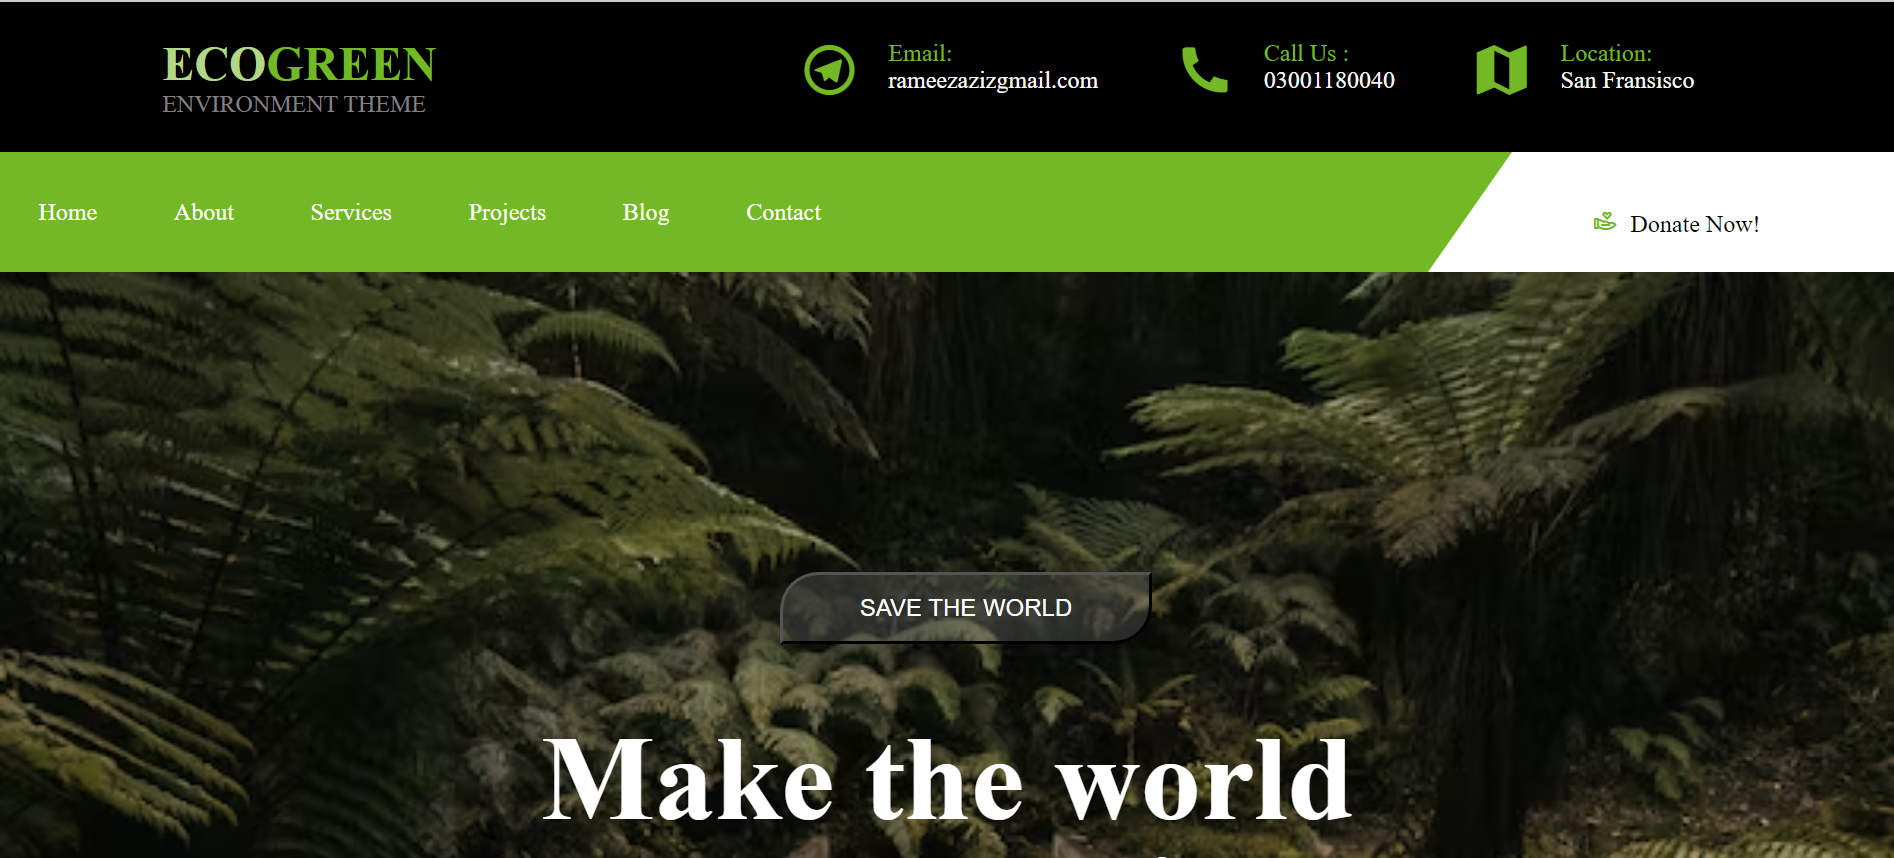 ECOGREEN
ENVIRONMENT THEME
Email:
rameezazizgmail.com
Call Us :
03001180040
Location:
San Fransisco
Home About Services Projects Blog Contact
Donate Now!
SAVE THE WORLD
Make the world